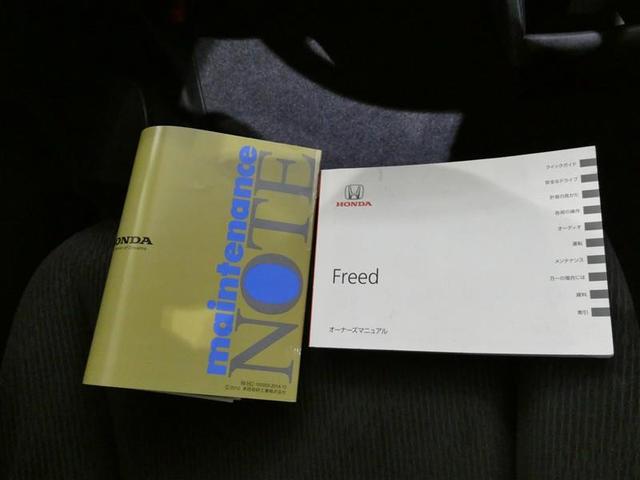 HONDA
maintenance
NOTE
HONDA
Freed
オーナーズマニュアル
クイックガイド
安全なドライブ
計器の見かた
各部の操作
オーディオ
運転
メンテナンス
万一の場合には
資料
索引